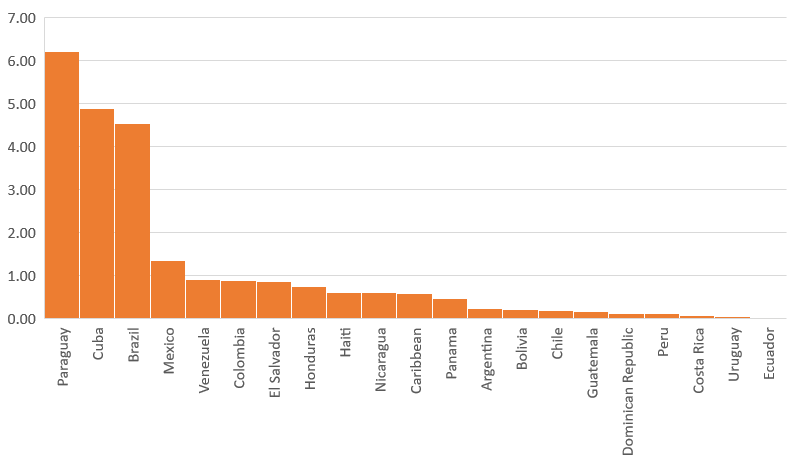 7.00
6.00
5.00
4.00
3.00
2.00
1.00
0.00
Paraguay
Cuba
Brazil
Mexico
Venezuela
Colombia
El Salvador
Honduras
Haiti
Nicaragua
Caribbean
Panama
Argentina
Bolivia
Chile
Guatemala
Dominican Republic
Peru
Costa Rica
Uruguay
Ecuador